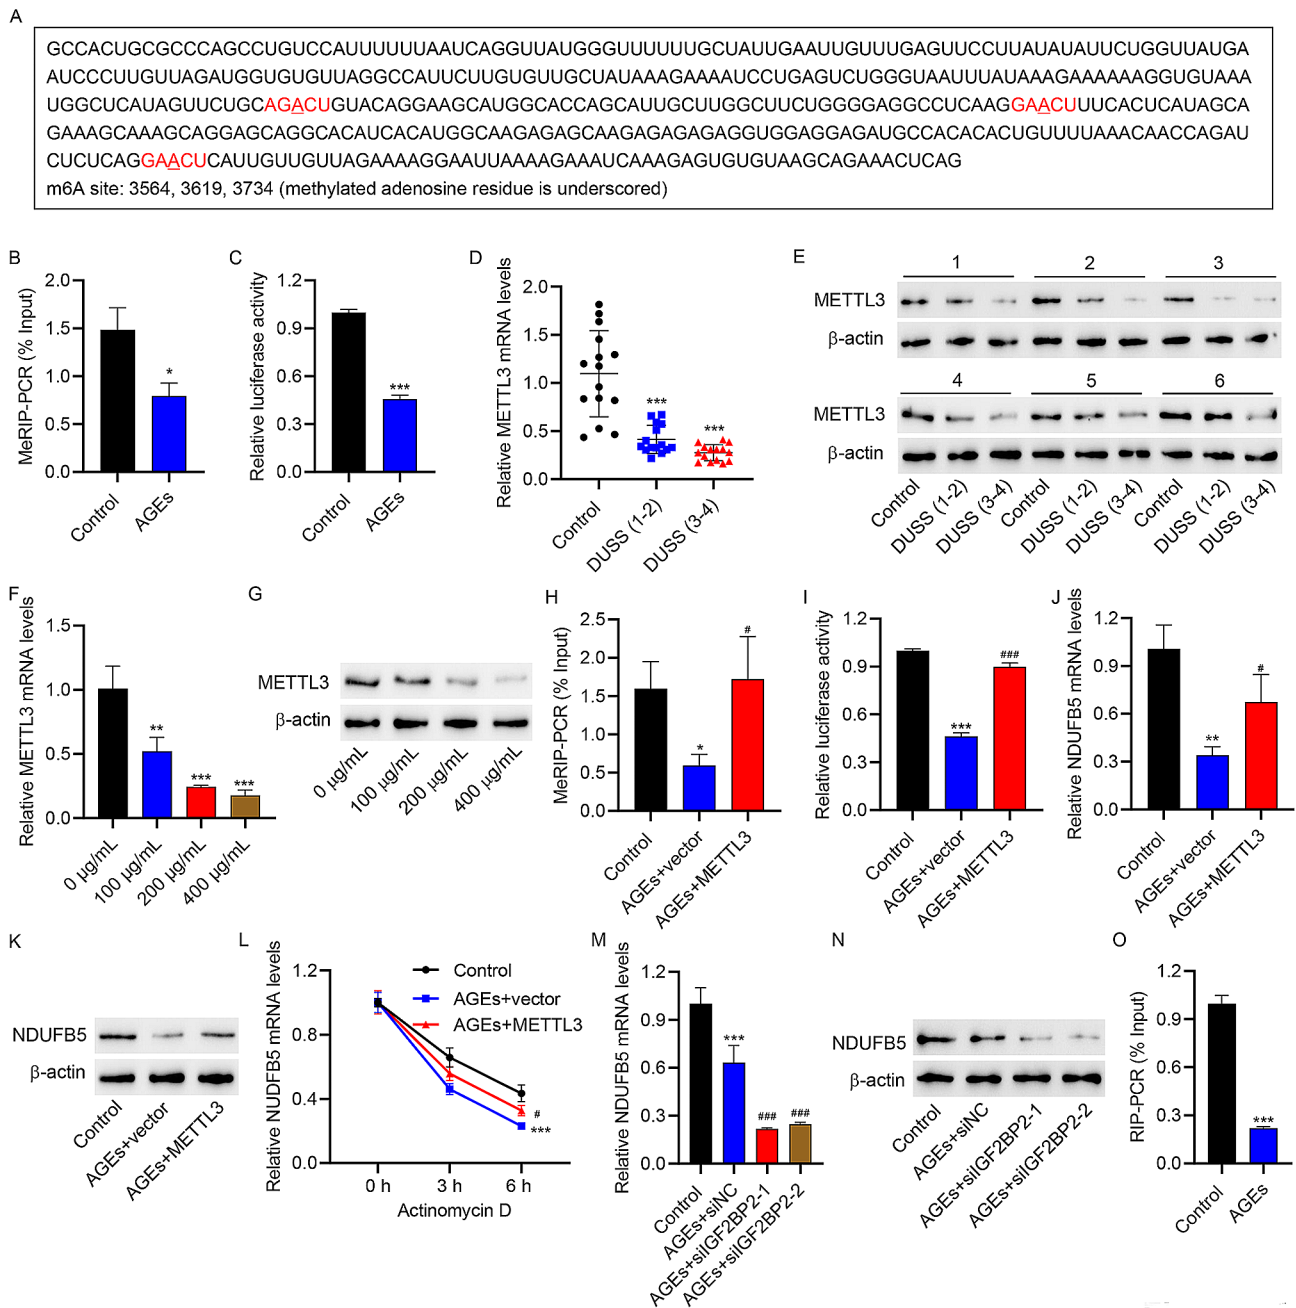 A
GCCACUGCGCCCAGCCUGUCCAUUUUUUAAUCAGGUUAUGGGUUUUUUGCUAUUGAAUUGUUUGAGUUCCUUAUAUAUUCUGGUUAUGA
AUCCCUUGUUAGAUGGUGUGUUAGGCCAUUCUUGUGUUGCUAUAAAGAAAAUCCUGAGUCUGGGUAAUUUAUAAAGAAAAAAGGUGUAAA
UGGCUCAUAGUUCUGCAGACUGUACAGGAAGCAUGGCACCAGCAUUGCUUGGCUUCUGGGGAGGCCUCAAGGAACUUUCACUCAUAGCA
GAAAGCAAAGCAGGAGCAGGCACAUCACAUGGCAAGAGAGCAAGAGAGAGAGGUGGAGGAGAUGCCACACACUGUUUUAAACAACCAGAU
CUCUCAGGAACUCAUUGUUGUUAGAAAAGGAAUUAAAAGAAAUCAAAGAGUGUGUAAGCAGAAACUCAG
m6A site: 3564, 3619, 3734 (methylated adenosine residue is underscored)
B
MeRIP-PCR (% Input)
2.0
1.5
1.0
0.5
0.0
*
Control
AGEs
C
Relative luciferase activity
1.2
0.9
0.6
0.3
0.0
***
Control
AGEs
D
Relative METTL3 mRNA levels
2.0
1.5
1.0
0.5
0.0
***
***
Control
DUSS (1-2)
DUSS (3-4)
E
1 2 3
METTL3
β-actin
4 5 6
METTL3
β-actin
Control
DUSS (1-2)
DUSS (3-4)
Control
DUSS (1-2)
DUSS (3-4)
Control
DUSS (1-2)
DUSS (3-4)
F
Relative METTL3 mRNA levels
1.5
1.0
0.5
0.0
**
***
***
0 μg/mL
100 μg/mL
200 μg/mL
400 μg/mL
G
METTL3
β-actin
0 μg/mL
100 μg/mL
200 μg/mL
400 μg/mL
H
MeRIP-PCR (% Input)
2.5
2.0
1.5
1.0
0.5
0.0
*
#
Control
AGEs+vector
AGEs+METTL3
I
Relative luciferase activity
1.2
0.9
0.6
0.3
0.0
***
###
Control
AGEs+vector
AGEs+METTL3
J
Relative NDUFB5 mRNA levels
1.2
0.9
0.6
0.3
0.0
**
#
Control
AGEs+vector
AGEs+METTL3
K
NDUFB5
β-actin
Control
AGEs+vector
AGEs+METTL3
L
Relative NUDFB5 mRNA levels
1.2
0.8
0.4
0.0
Control
AGEs+vector
AGEs+METTL3
#
***
0 h 3 h 6 h
Actinomycin D
M
Relative NDUFB5 mRNA levels
1.2
0.9
0.6
0.3
0.0
***
###
###
Control
AGEs+siNC
AGEs+siIGF2BP2-1
AGEs+siIGF2BP2-2
N
NDUFB5
β-actin
Control
AGEs+siNC
AGEs+siIGF2BP2-1
AGEs+siIGF2BP2-2
O
RIP-PCR (% Input)
1.2
0.9
0.6
0.3
0.0
***
Control
AGEs